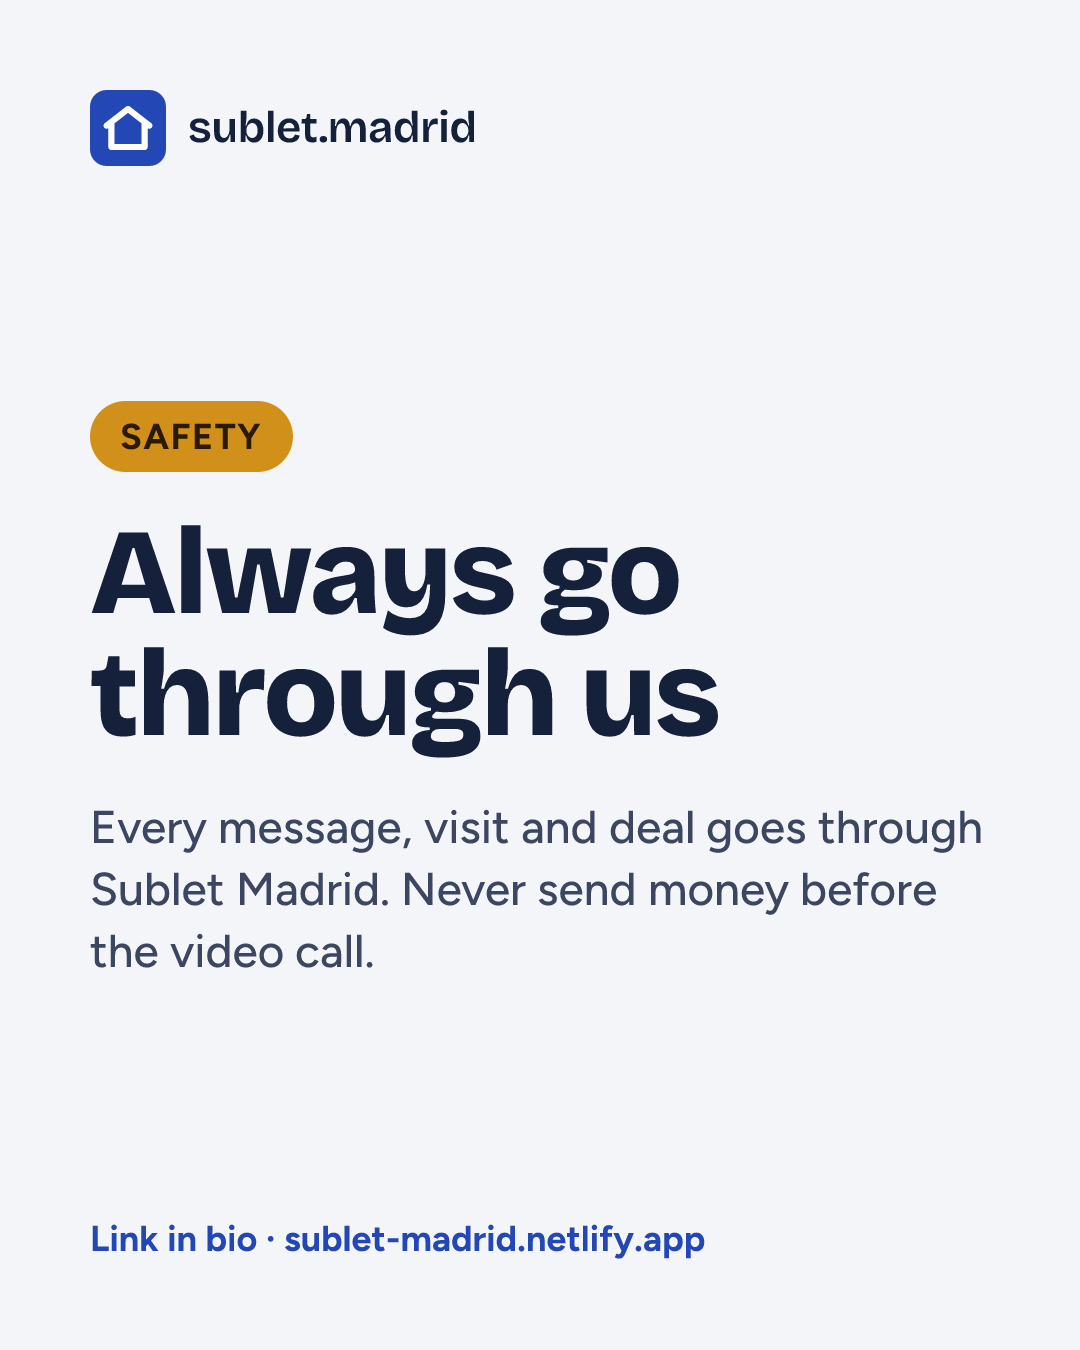 sublet.madrid
SAFETY
Always go
through us
Every message, visit and deal goes through
Sublet Madrid. Never send money before
the video call.
Link in bio · sublet-madrid.netlify.app